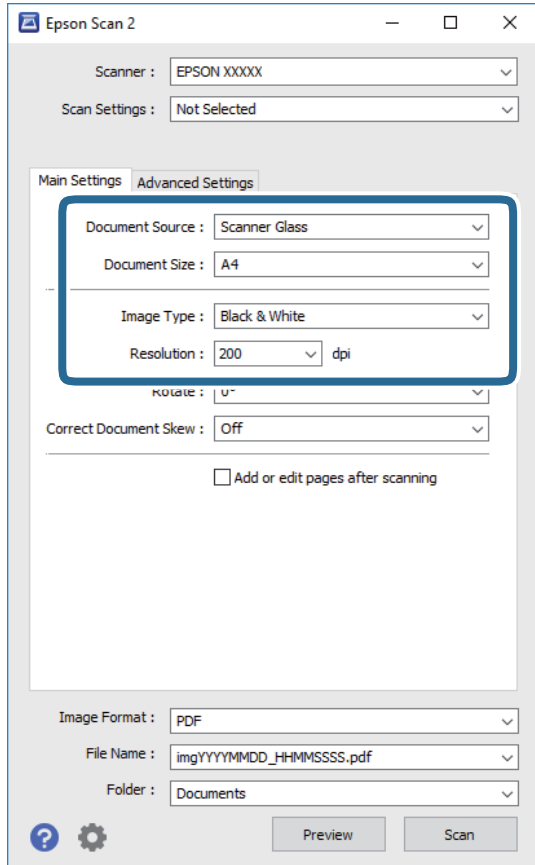 Epson Scan 2
Scanner : EPSON XXXXX
Scan Settings : Not Selected
Main Settings Advanced Settings
Document Source : Scanner Glass
Document Size : A4
Image Type : Black & White
Resolution : 200 dpi
Rotate : 0°
Correct Document Skew : Off
Add or edit pages after scanning
Image Format : PDF
File Name : imgYYYYMMDD_HHMMSSSS.pdf
Folder : Documents
? Preview Scan